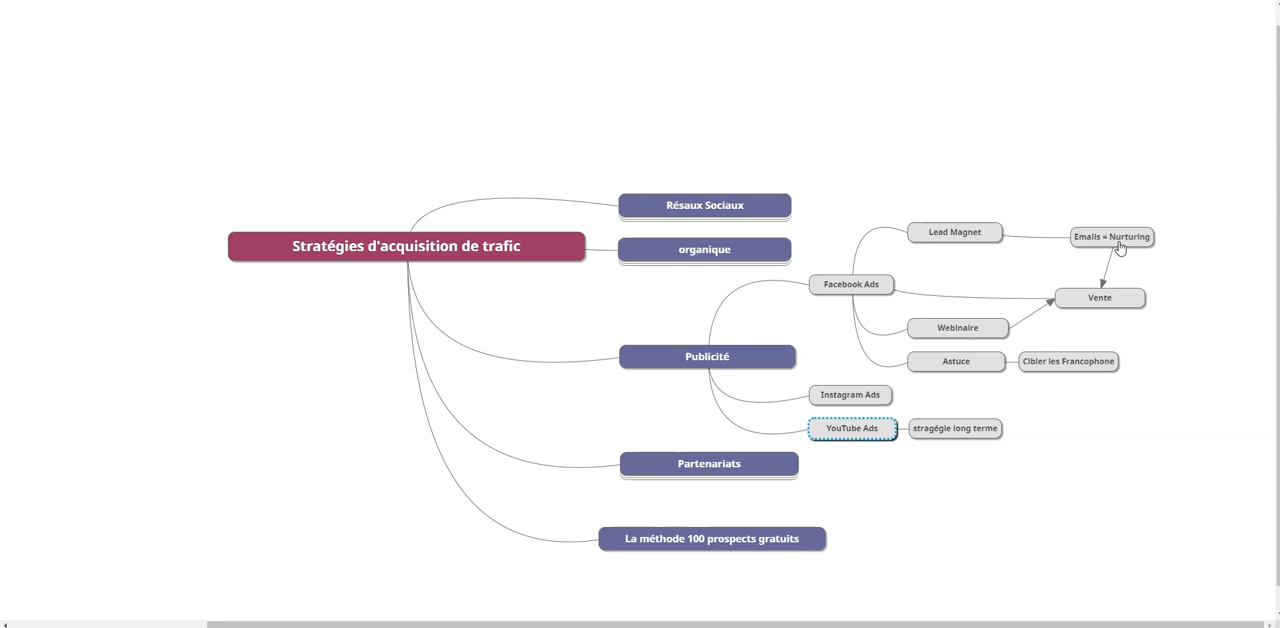 Stratégies d'acquisition de trafic
Résaux Sociaux
organique
Publicité
Facebook Ads
Lead Magnet
Emails = Nurturing
Vente
Webinaire
Astuce
Cibler les Francophone
Instagram Ads
YouTube Ads
stragégie long terme
Partenariats
La méthode 100 prospects gratuits